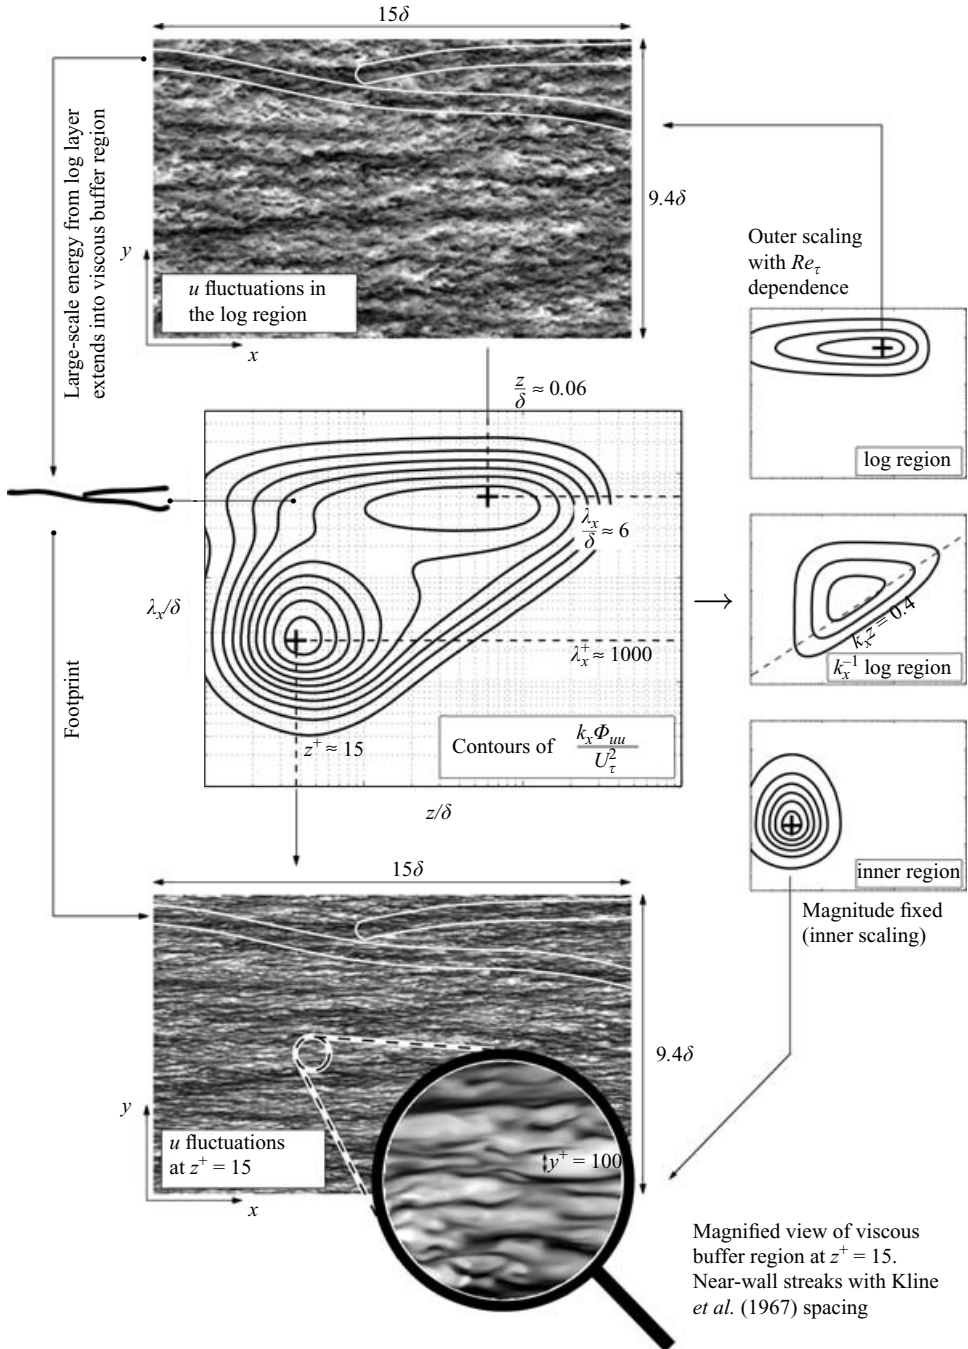 15δ
Large-scale energy from log layer
extends into viscous buffer region
9.4δ
y
u fluctuations in
the log region
x
Outer scaling
with Reτ
dependence
z/δ ≈ 0.06
log region
λx/δ ≈ 6
λx/δ
λx+ ≈ 1000
kxz = 0.4
kx−1 log region
Footprint
z+ ≈ 15
Contours of kxΦuu/Uτ2
z/δ
inner region
15δ
Magnitude fixed
(inner scaling)
9.4δ
y
u fluctuations
at z+ = 15
x
y+ = 100
Magnified view of viscous
buffer region at z+ = 15.
Near-wall streaks with Kline
et al. (1967) spacing